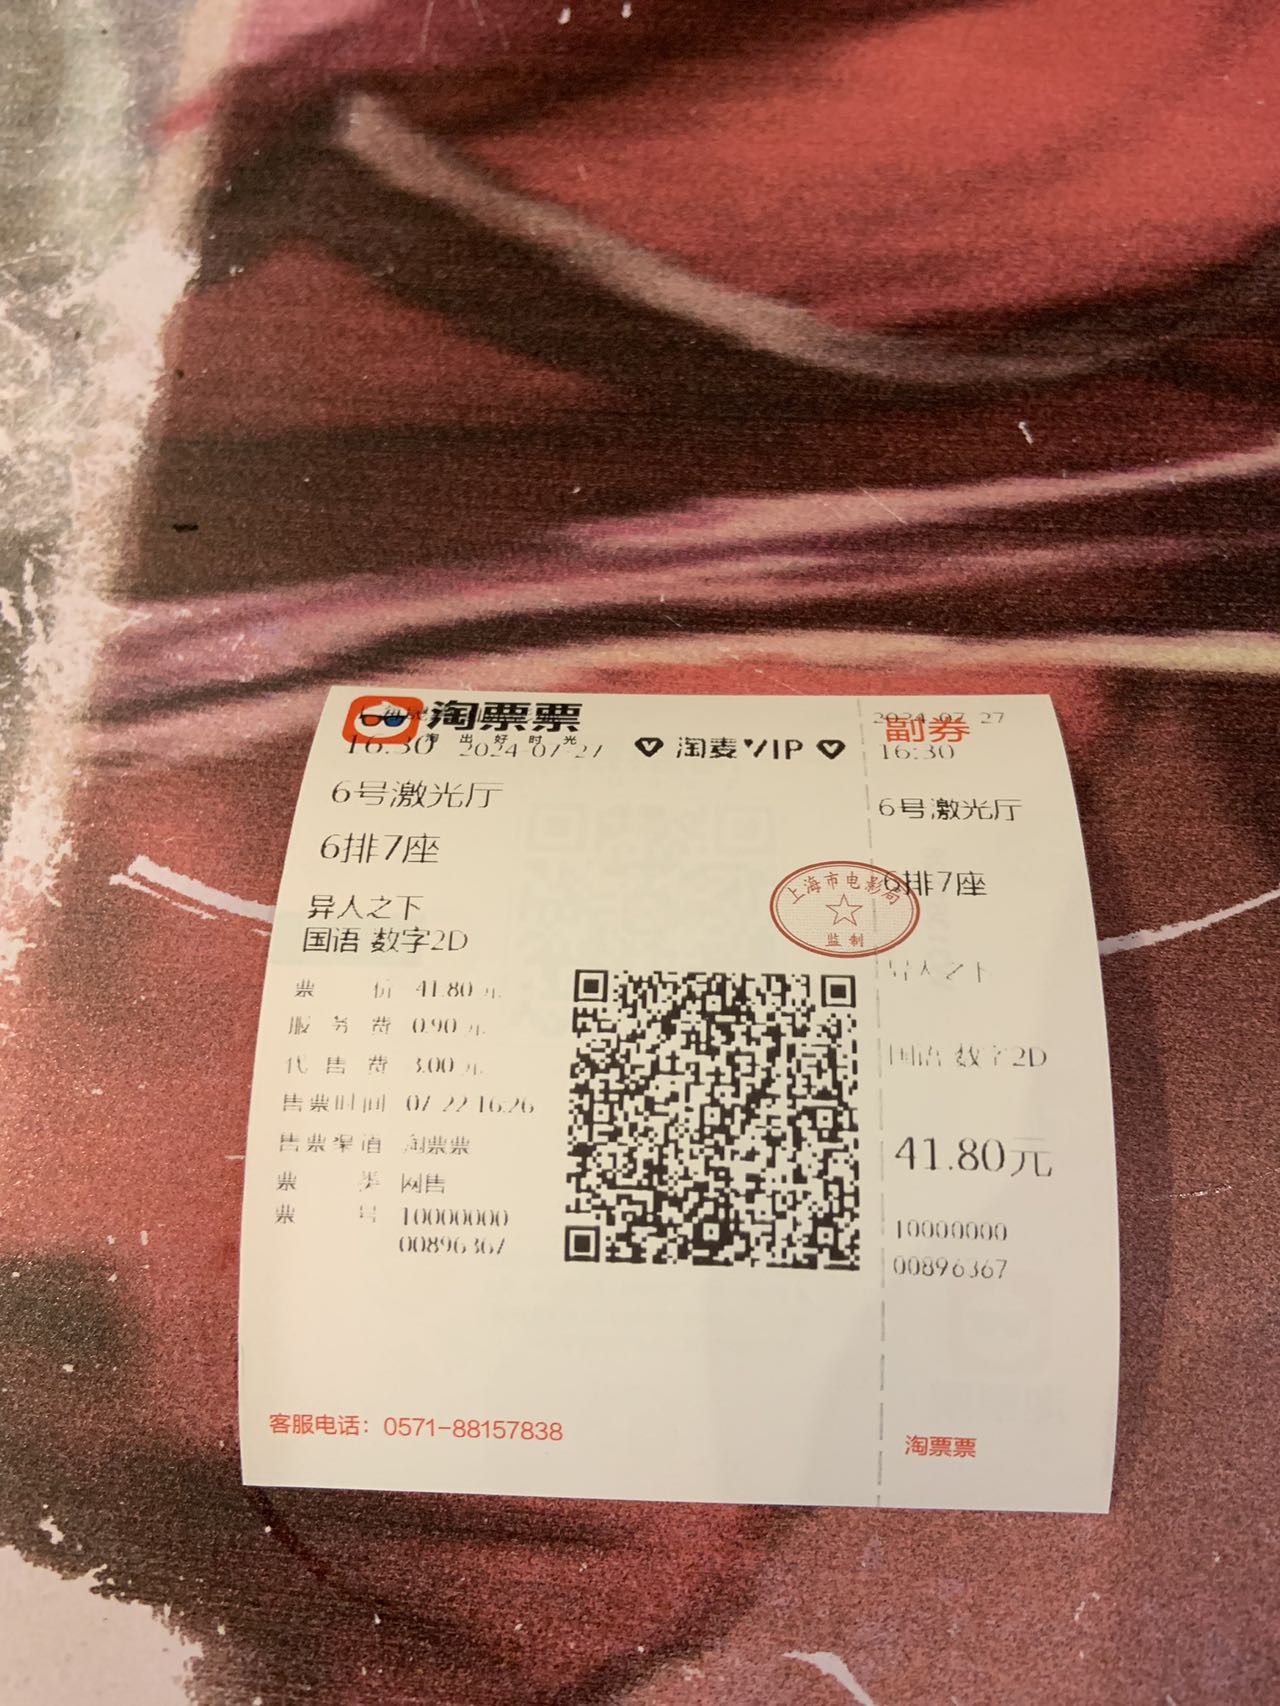 淘票票
淘出好时光
16:30 2024-07-27
淘麦VIP
6号激光厅
6排7座
异人之下
国语 数字2D
票价 41.80 元
服务费 0.90 元
代售费 3.00 元
售票时间 07-22 16:26
售票渠道 淘票票
票类 网售
票号 10000000
00896367
客服电话：0571-88157838
上海市电影局
监制
副券
2024-07-27
16:30
6号激光厅
6排7座
异人之下
国语 数字2D
41.80元
10000000
00896367
淘票票